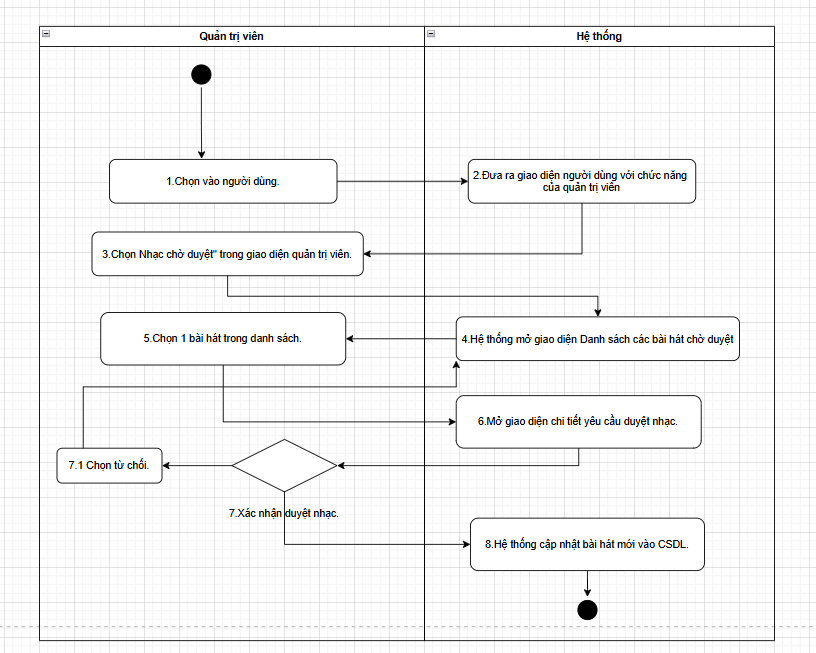 Quản trị viên
Hệ thống
1.Chọn vào người dùng.
2.Đưa ra giao diện người dùng với chức năng
của quản trị viên
3.Chọn Nhạc chờ duyệt" trong giao diện quản trị viên.
4.Hệ thống mở giao diện Danh sách các bài hát chờ duyệt
5.Chọn 1 bài hát trong danh sách.
6.Mở giao diện chi tiết yêu cầu duyệt nhạc.
7.1 Chọn từ chối.
7.Xác nhận duyệt nhạc.
8.Hệ thống cập nhật bài hát mới vào CSDL.